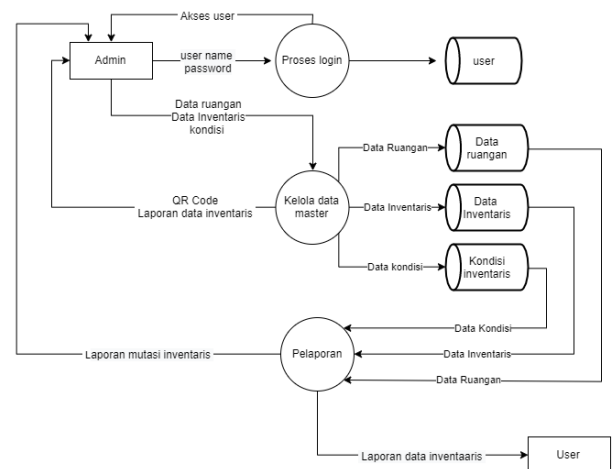 Akses user
Admin
user name
password
Proses login
user
Data ruangan
Data Inventaris
kondisi
Data Ruangan
Data
ruangan
QR Code
Laporan data inventaris
Kelola data
master
Data Inventaris
Data
Inventaris
Data kondisi
Kondisi
inventaris
Data Kondisi
Laporan mutasi inventaris
Pelaporan
Data Inventaris
Data Ruangan
Laporan data inventaaris
User